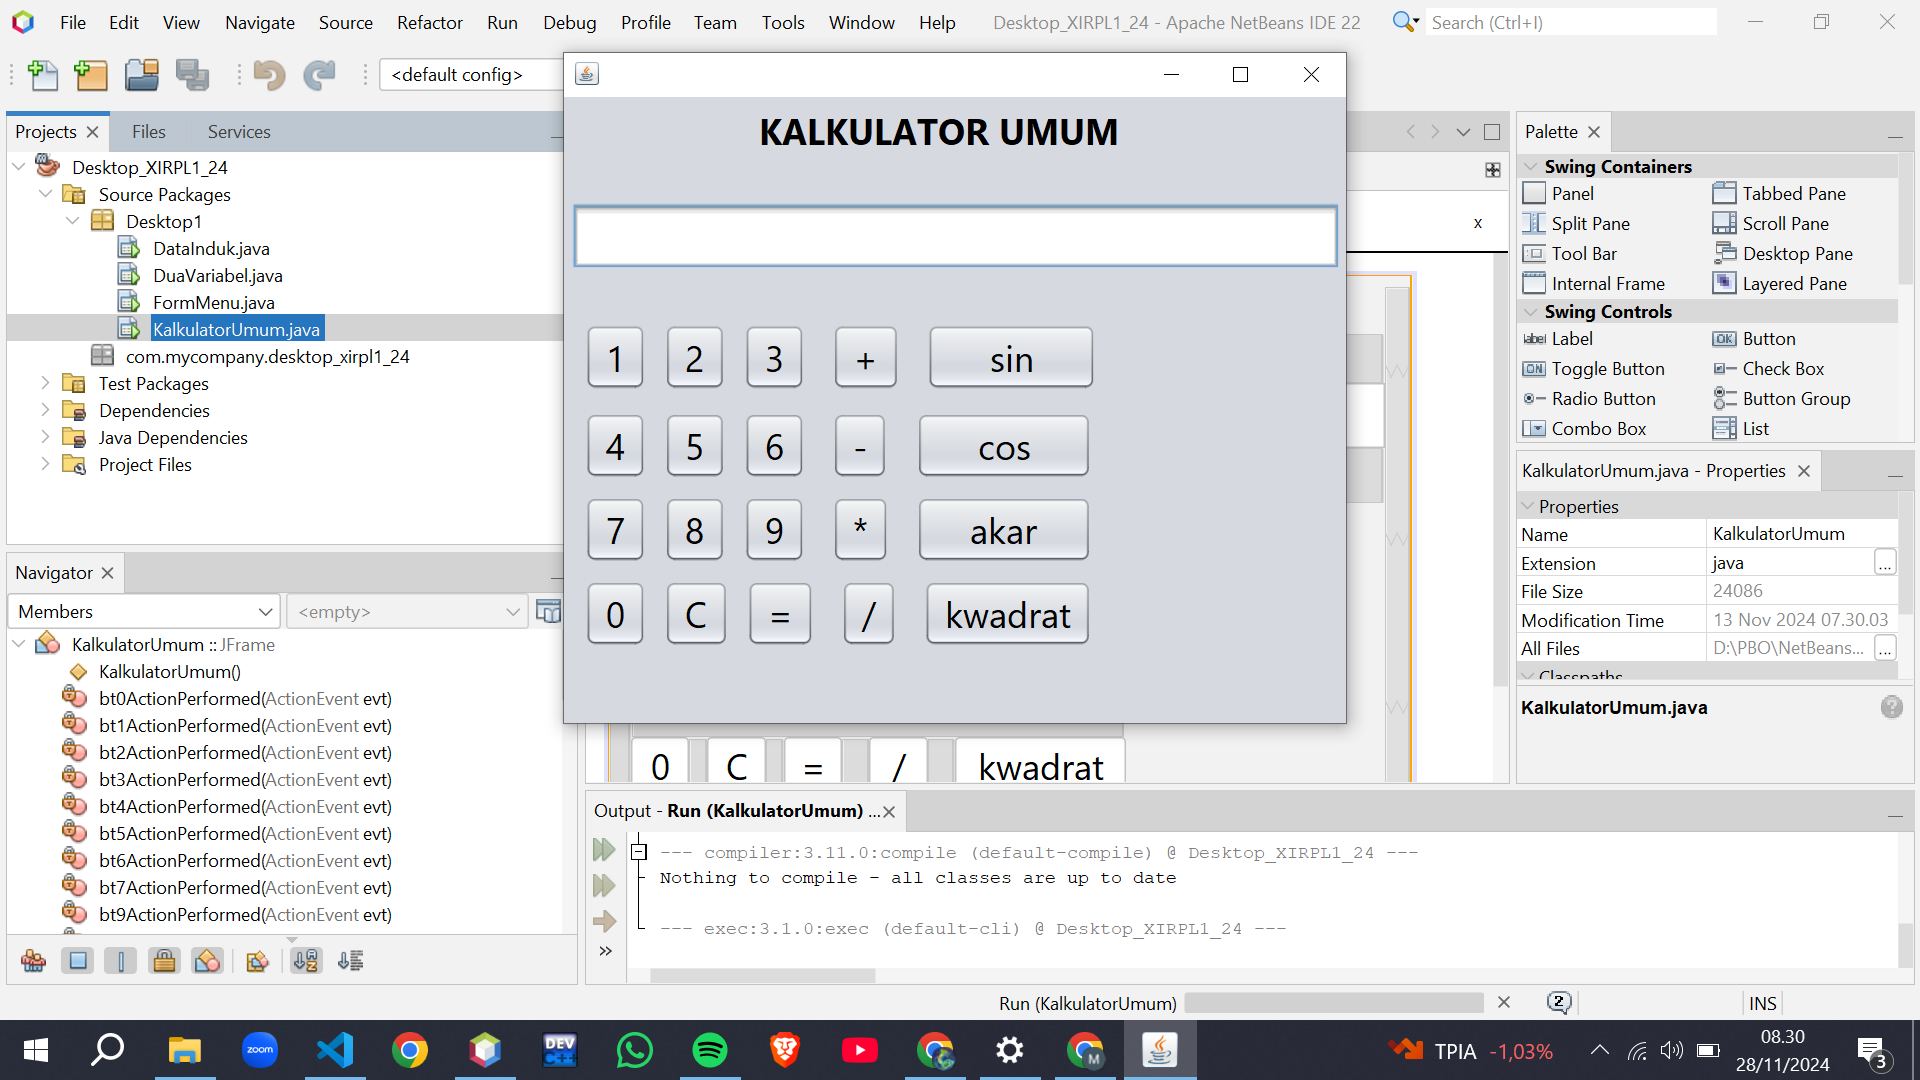 File Edit View Navigate Source Refactor Run Debug Profile Team Tools Window Help
Desktop_XIRPL1_24 - Apache NetBeans IDE 22
Search (Ctrl+I)
<default config>
Projects Files Services
Desktop_XIRPL1_24
Source Packages
Desktop1
DataInduk.java
DuaVariabel.java
FormMenu.java
KalkulatorUmum.java
com.mycompany.desktop_xirpl1_24
Test Packages
Dependencies
Java Dependencies
Project Files
Navigator
Members
<empty>
KalkulatorUmum :: JFrame
KalkulatorUmum()
bt0ActionPerformed(ActionEvent evt)
bt1ActionPerformed(ActionEvent evt)
bt2ActionPerformed(ActionEvent evt)
bt3ActionPerformed(ActionEvent evt)
bt4ActionPerformed(ActionEvent evt)
bt5ActionPerformed(ActionEvent evt)
bt6ActionPerformed(ActionEvent evt)
bt7ActionPerformed(ActionEvent evt)
bt9ActionPerformed(ActionEvent evt)
KALKULATOR UMUM
1 2 3 + sin
4 5 6 - cos
7 8 9 * akar
0 C = / kwadrat
x
0 C = / kwadrat
Output - Run (KalkulatorUmum) ...
--- compiler:3.11.0:compile (default-compile) @ Desktop_XIRPL1_24 ---
Nothing to compile - all classes are up to date
--- exec:3.1.0:exec (default-cli) @ Desktop_XIRPL1_24 ---
Palette
Swing Containers
Panel Tabbed Pane
Split Pane Scroll Pane
Tool Bar Desktop Pane
Internal Frame Layered Pane
Swing Controls
Label Button
Toggle Button Check Box
Radio Button Button Group
Combo Box List
KalkulatorUmum.java - Properties
Properties
Name KalkulatorUmum
Extension java ...
File Size 24086
Modification Time 13 Nov 2024 07.30.03
All Files D:\PBO\NetBeans... ...
Classpaths
KalkulatorUmum.java
Run (KalkulatorUmum)
2
INS
zoom
DEV C++
M
TPIA -1,03%
08.30
28/11/2024
3